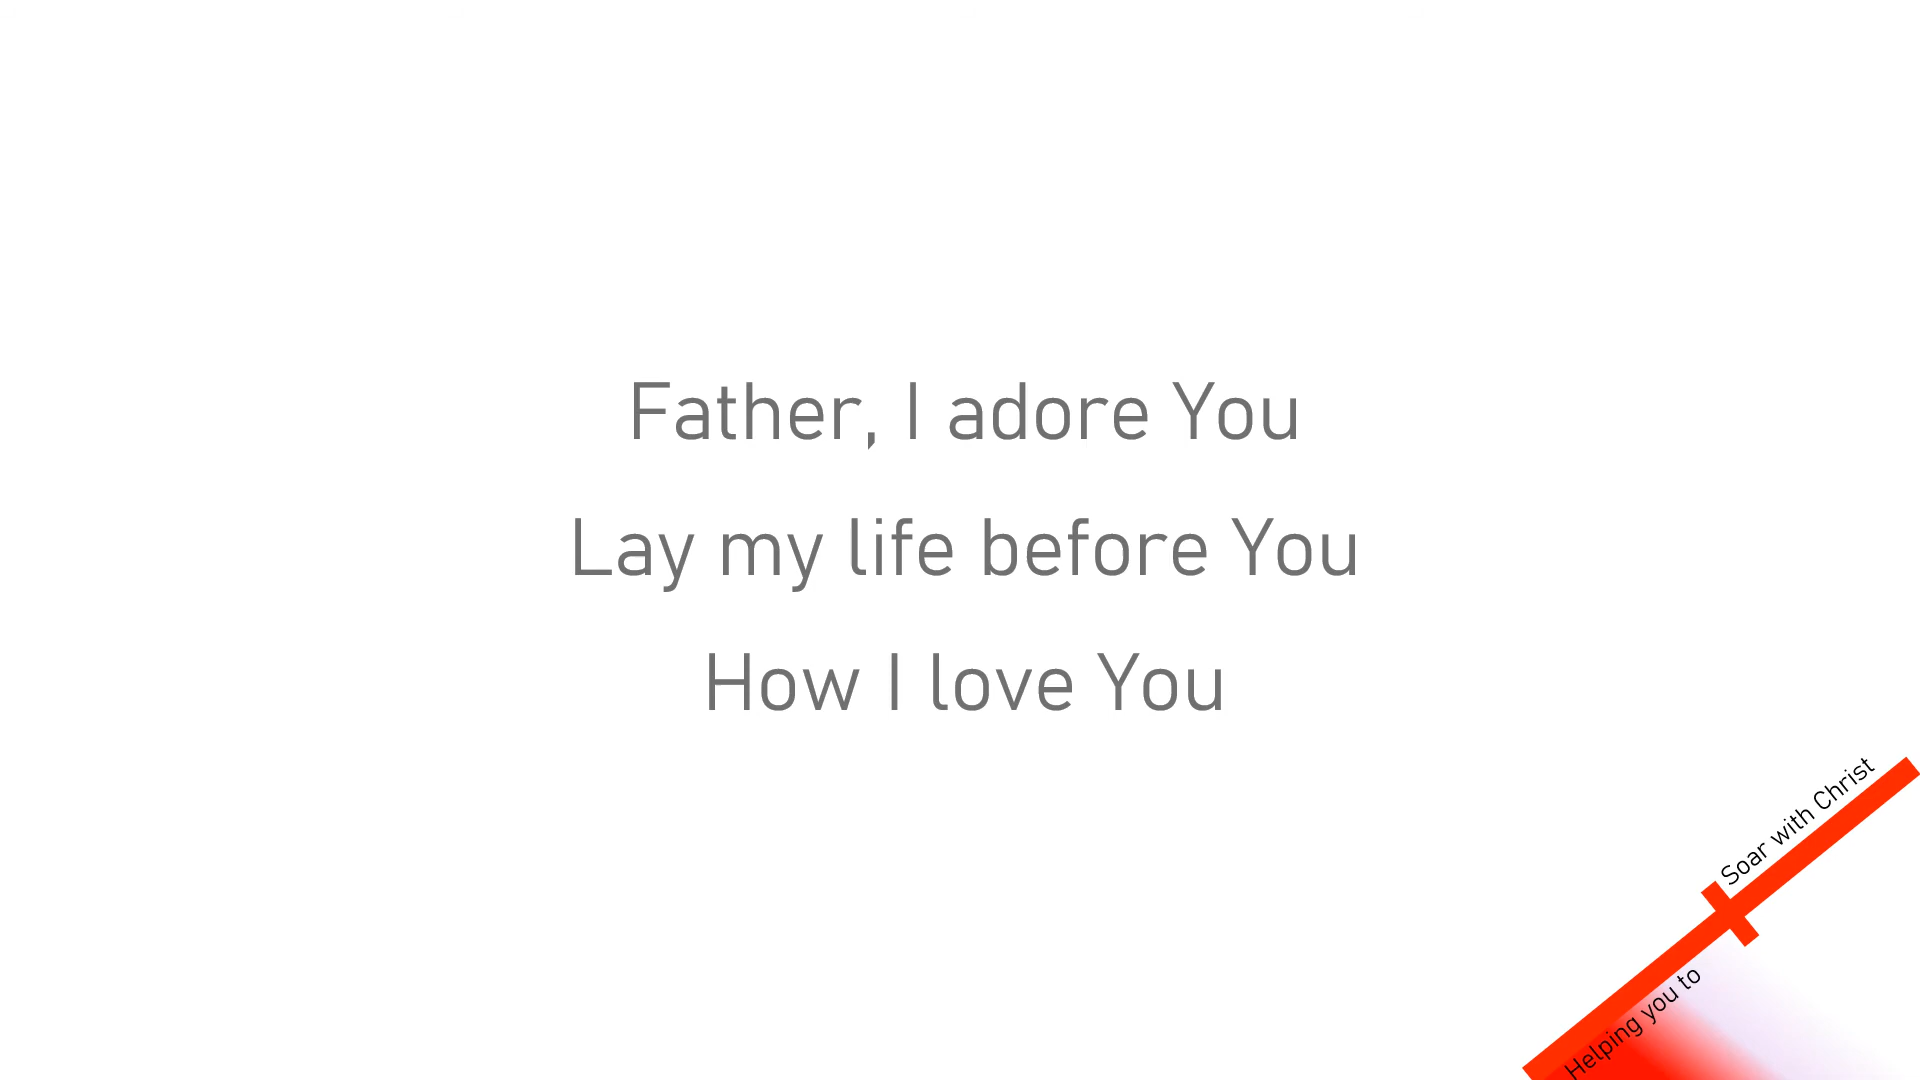 Father, I adore You
Lay my life before You
How I love You
Helping you to
Soar with Christ